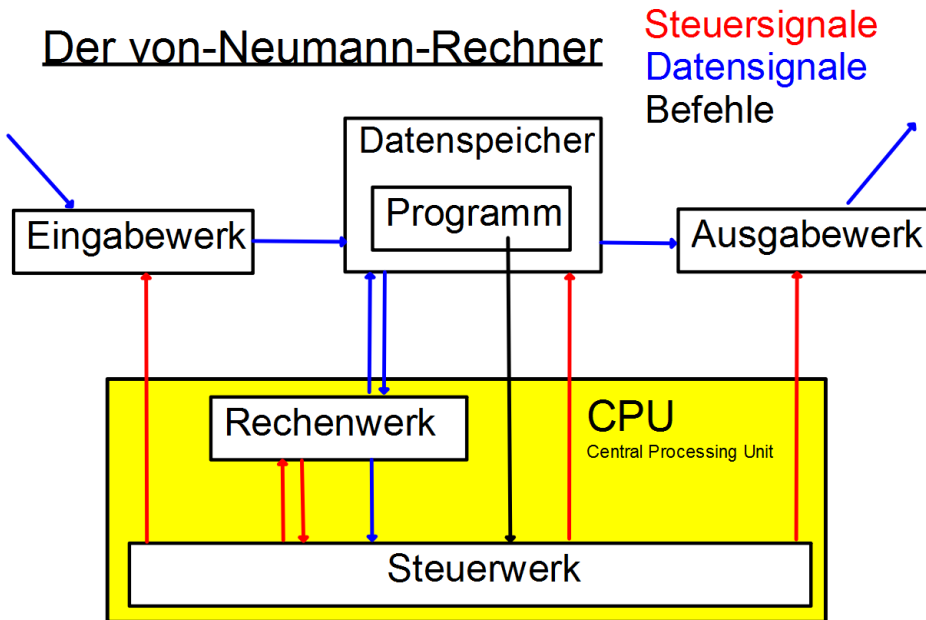 Der von-Neumann-Rechner
Steuersignale
Datensignale
Befehle
Datenspeicher
Programm
Eingabewerk
Ausgabewerk
Rechenwerk
CPU
Central Processing Unit
Steuerwerk